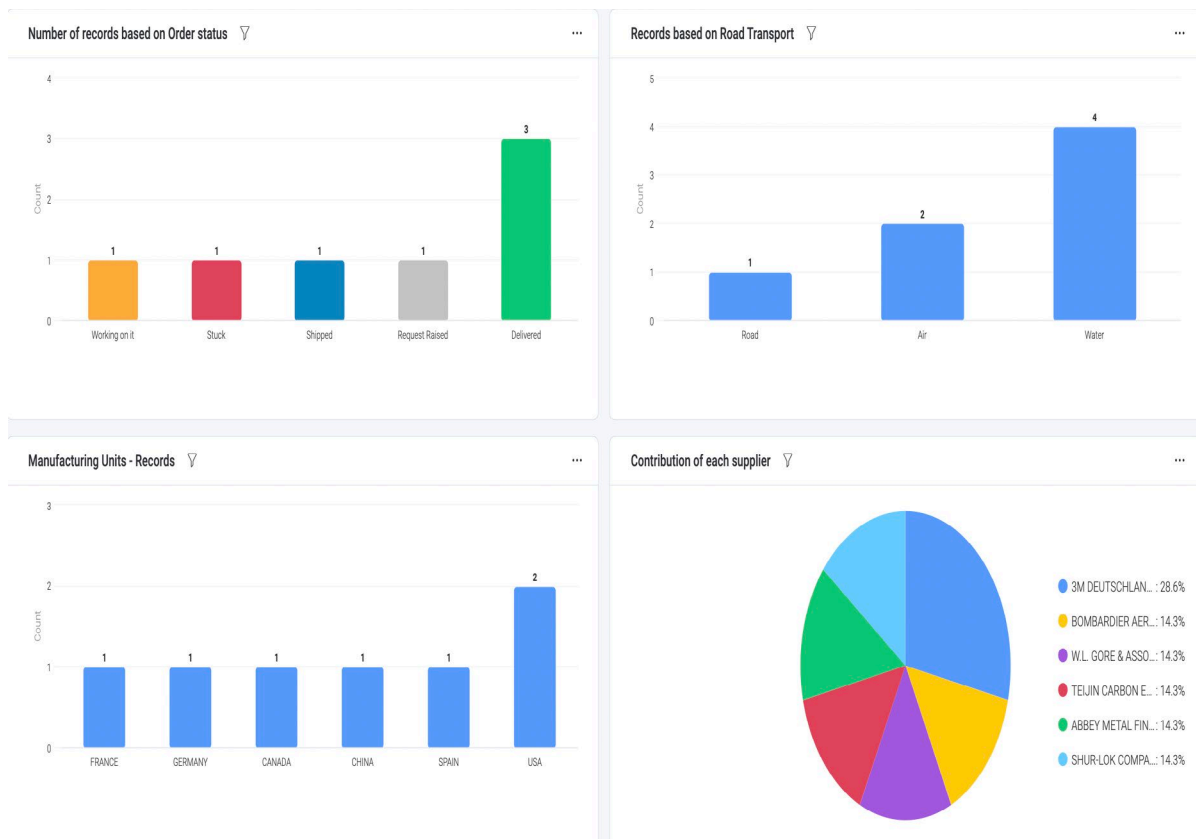 Number of records based on Order status
...
Count
4
3
2
1
0
1
1
1
1
3
Working on it
Stuck
Shipped
Request Raised
Delivered
Records based on Road Transport
...
Count
5
4
3
2
1
0
1
2
4
Road
Air
Water
Manufacturing Units - Records
...
Count
3
2
1
0
1
1
1
1
1
2
FRANCE
GERMANY
CANADA
CHINA
SPAIN
USA
Contribution of each supplier
...
3M DEUTSCHLAN... : 28.6%
BOMBARDIER AER...: 14.3%
W.L. GORE & ASSO...: 14.3%
TEIJIN CARBON E... : 14.3%
ABBEY METAL FIN...: 14.3%
SHUR-LOK COMPA...: 14.3%